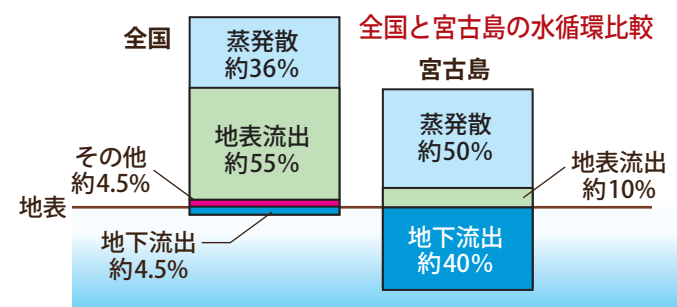 全国と宮古島の水循環比較
全国
蒸発散
約36%
地表流出
約55%
その他
約4.5%
地表
地下流出
約4.5%
宮古島
蒸発散
約50%
地表流出
約10%
地下流出
約40%